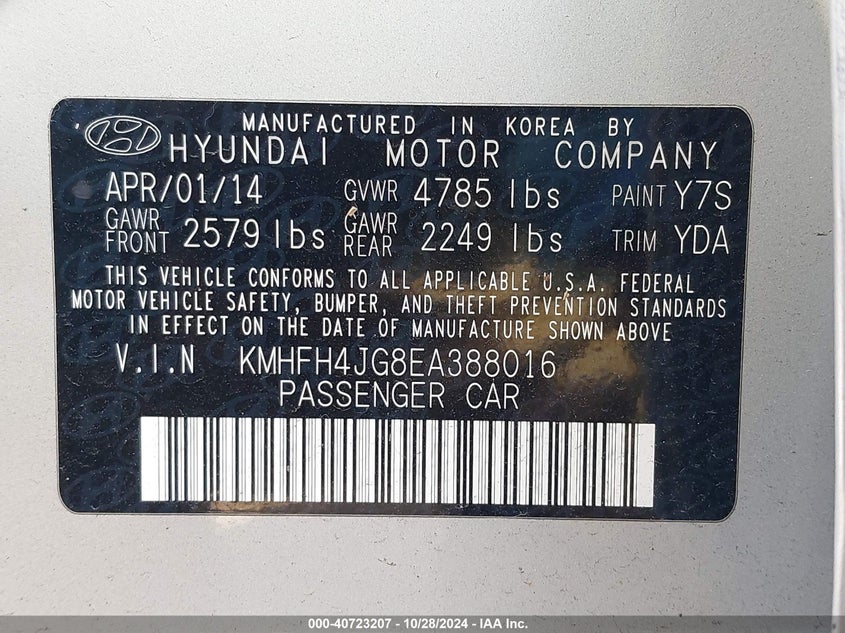 MANUFACTURED IN KOREA BY
HYUNDAI MOTOR COMPANY
APR/01/14 GVWR 4785 lbs PAINT Y7S
GAWR FRONT 2579 lbs GAWR REAR 2249 lbs TRIM YDA
THIS VEHICLE CONFORMS TO ALL APPLICABLE U.S.A. FEDERAL
MOTOR VEHICLE SAFETY, BUMPER, AND THEFT PREVENTION STANDARDS
IN EFFECT ON THE DATE OF MANUFACTURE SHOWN ABOVE
V.I.N KMHFH4JG8EA388016
PASSENGER CAR
000-40723207 - 10/28/2024 - IAA Inc.